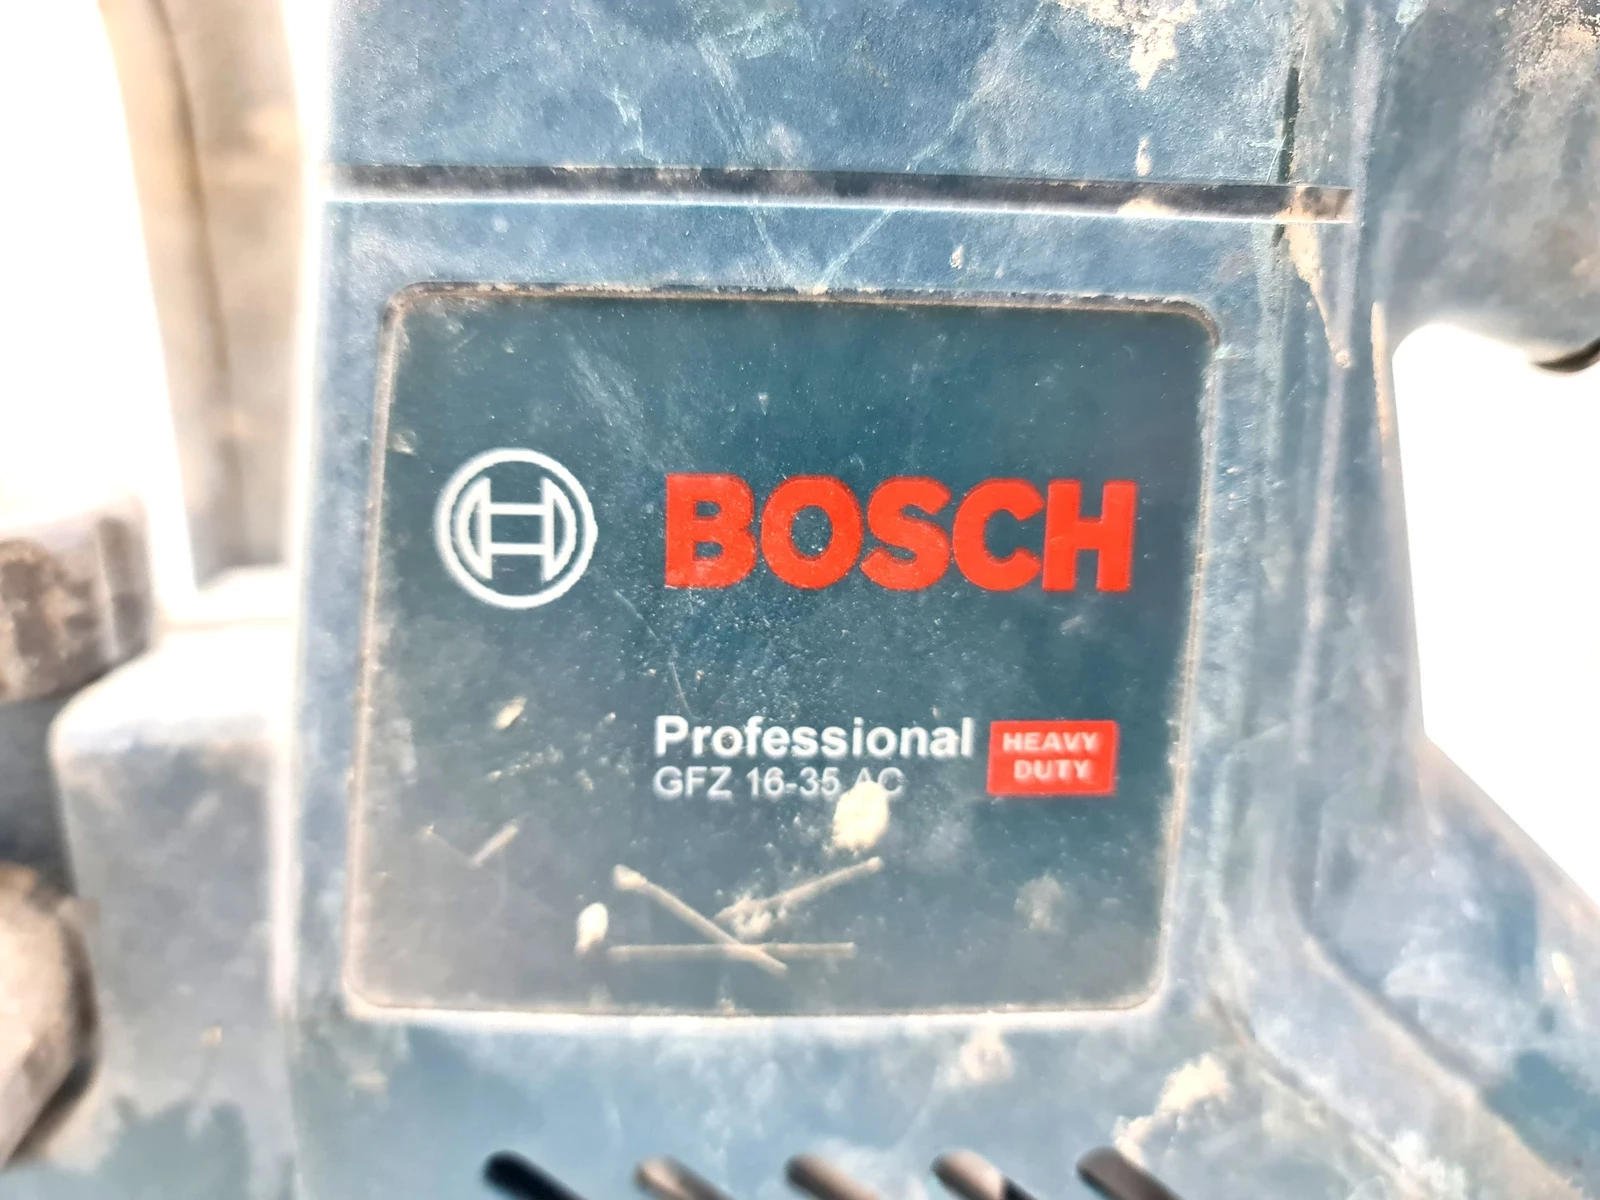 BOSCH
Professional
HEAVY
DUTY
GFZ 16-35 AC